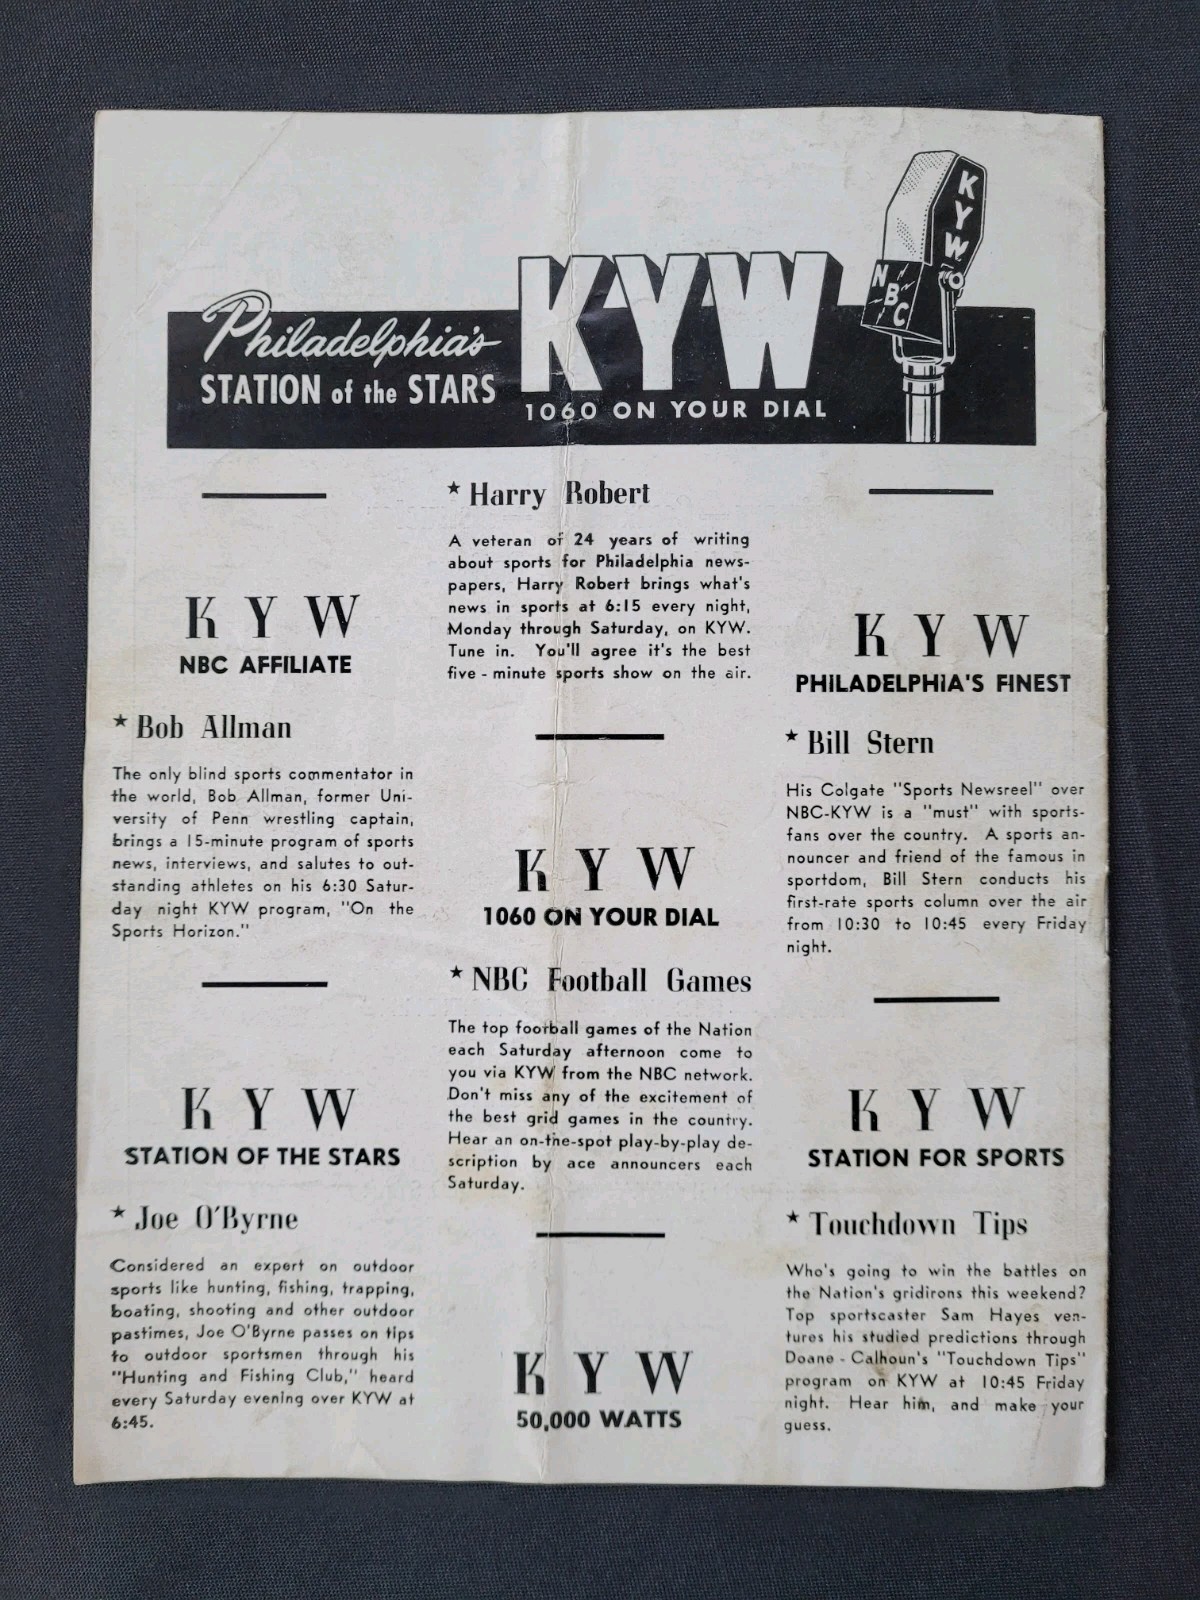 Philadelphia's
STATION of the STARS
KYW
1060 ON YOUR DIAL
KYW
NBC
K Y W
NBC AFFILIATE
★ Bob Allman
The only blind sports commentator in
the world, Bob Allman, former Uni-
versity of Penn wrestling captain,
brings a 15-minute program of sports
news, interviews, and salutes to out-
standing athletes on his 6:30 Satur-
day night KYW program, "On the
Sports Horizon."
K Y W
STATION OF THE STARS
★ Joe O'Byrne
Considered an expert on outdoor
sports like hunting, fishing, trapping,
boating, shooting and other outdoor
pastimes, Joe O'Byrne passes on tips
to outdoor sportsmen through his
"Hunting and Fishing Club," heard
every Saturday evening over KYW at
6:45.
★ Harry Robert
A veteran of 24 years of writing
about sports for Philadelphia news-
papers, Harry Robert brings what's
news in sports at 6:15 every night,
Monday through Saturday, on KYW.
Tune in. You'll agree it's the best
five - minute sports show on the air.
K Y W
1060 ON YOUR DIAL
★ NBC Football Games
The top football games of the Nation
each Saturday afternoon come to
you via KYW from the NBC network.
Don't miss any of the excitement of
the best grid games in the country.
Hear an on-the-spot play-by-play de-
scription by ace announcers each
Saturday.
K Y W
50,000 WATTS
K Y W
PHILADELPHIA'S FINEST
★ Bill Stern
His Colgate "Sports Newsreel" over
NBC-KYW is a "must" with sports-
fans over the country. A sports an-
nouncer and friend of the famous in
sportdom, Bill Stern conducts his
first-rate sports column over the air
from 10:30 to 10:45 every Friday
night.
K Y W
STATION FOR SPORTS
★ Touchdown Tips
Who's going to win the battles on
the Nation's gridirons this weekend?
Top sportscaster Sam Hayes ven-
tures his studied predictions through
Doane - Calhoun's "Touchdown Tips"
program on KYW at 10:45 Friday
night. Hear him, and make your
guess.